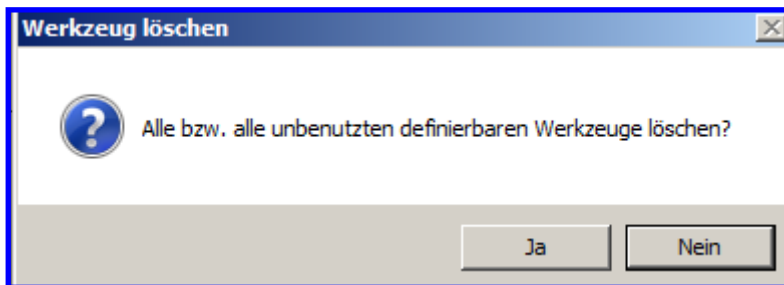 Werkzeug löschen
Alle bzw. alle unbenutzten definierbaren Werkzeuge löschen?
Ja
Nein